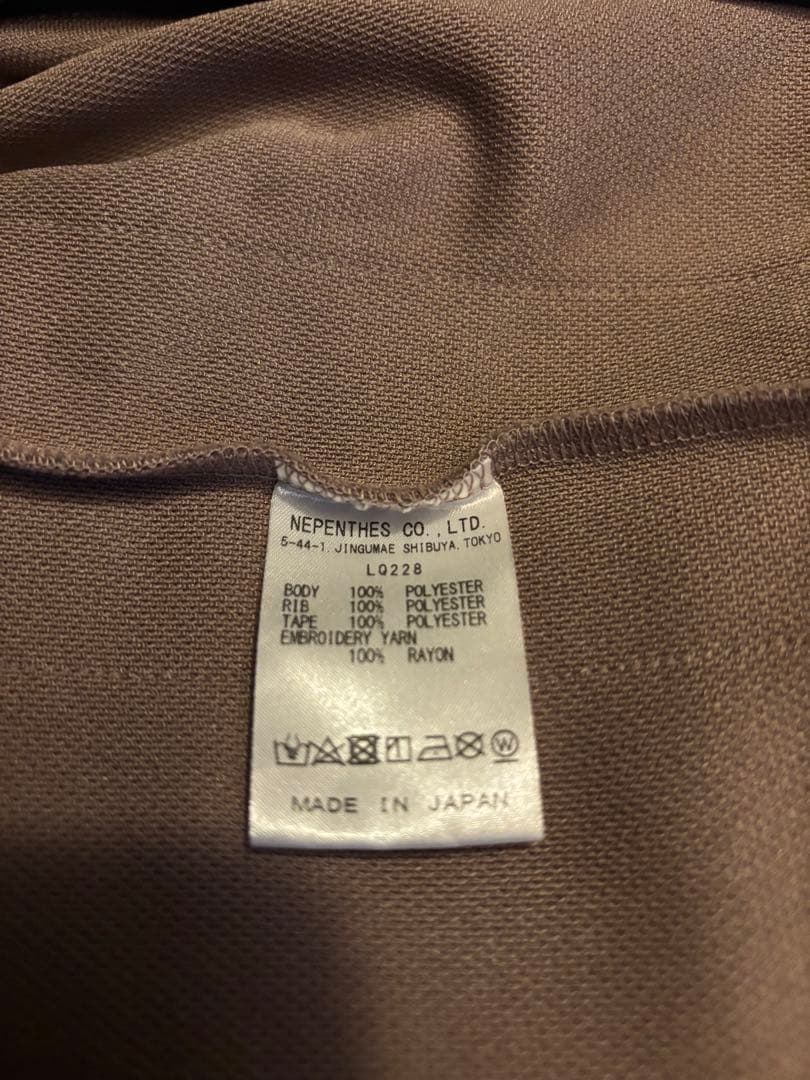 NEPENTHES CO.,LTD.
5-44-1. JINGUMAE SHIBUYA. TOKYO
LQ228
BODY 100% POLYESTER
RIB 100% POLYESTER
TAPE 100% POLYESTER
EMBROIDERY YARN
100% RAYON
W
MADE IN JAPAN